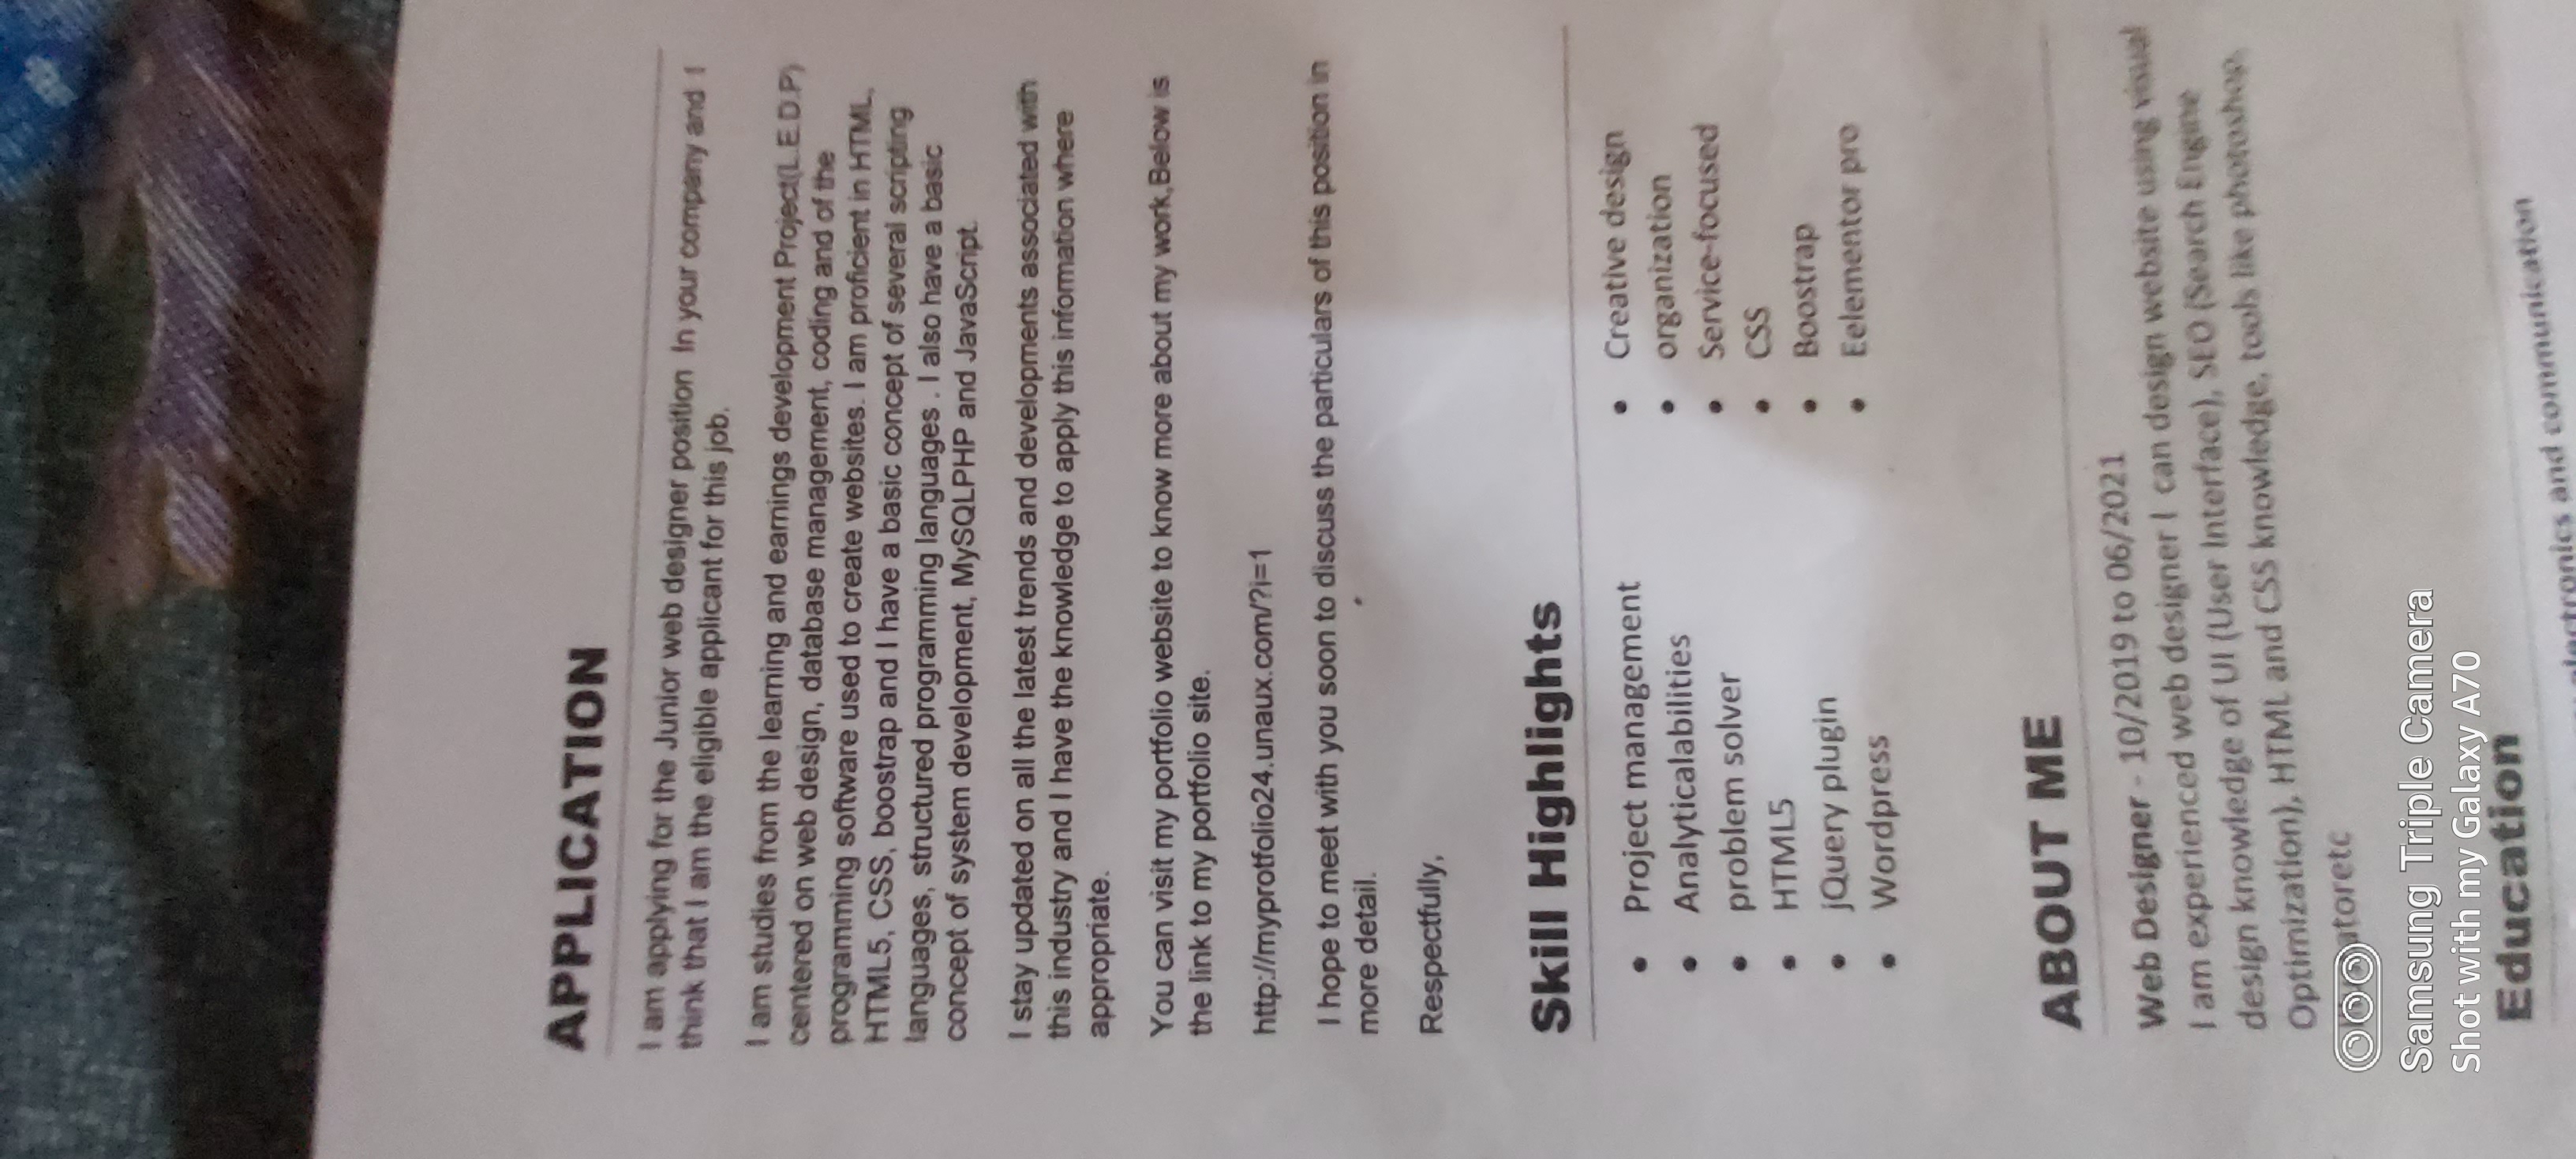 APPLICATION
I am applying for the Junior web designer position In your company and I
think that I am the eligible applicant for this job.
I am studies from the learning and earnings development Project(L.E.D.P)
centered on web design, database management, coding and of the
programming software used to create websites. I am proficient in HTML,
HTML5, CSS, boostrap and I have a basic concept of several scripting
languages, structured programming languages . I also have a basic
concept of system development, MySQLPHP and JavaScript.
I stay updated on all the latest trends and developments associated with
this industry and I have the knowledge to apply this information where
appropriate.
You can visit my portfolio website to know more about my work,Below is
the link to my portfolio site.
http://myprotfolio24.unaux.com/?i=1
I hope to meet with you soon to discuss the particulars of this position in
more detail.
Respectfully,
Skill Highlights
• Project management
• Analyticalabilities
• problem solver
• HTML5
• jQuery plugin
• Wordpress
• Creative design
• organization
• Service-focused
• CSS
• Boostrap
• Eelementor pro
ABOUT ME
Web Designer - 10/2019 to 06/2021
I am experienced web designer I can design website using visual
design knowledge of UI (User Interface), SEO (Search Engine
Optimization), HTML and CSS knowledge, tools like photoshop,
Samsung Triple Camera
Shot with my Galaxy A70
Education
electronics and communication